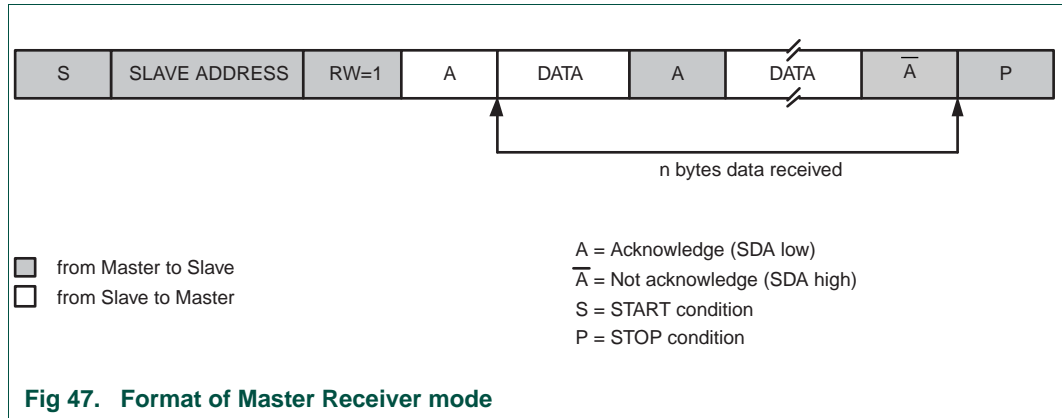 S SLAVE ADDRESS RW=1 A DATA A DATA A̅ P
n bytes data received
from Master to Slave
from Slave to Master
A = Acknowledge (SDA low)
A̅ = Not acknowledge (SDA high)
S = START condition
P = STOP condition
Fig 47. Format of Master Receiver mode